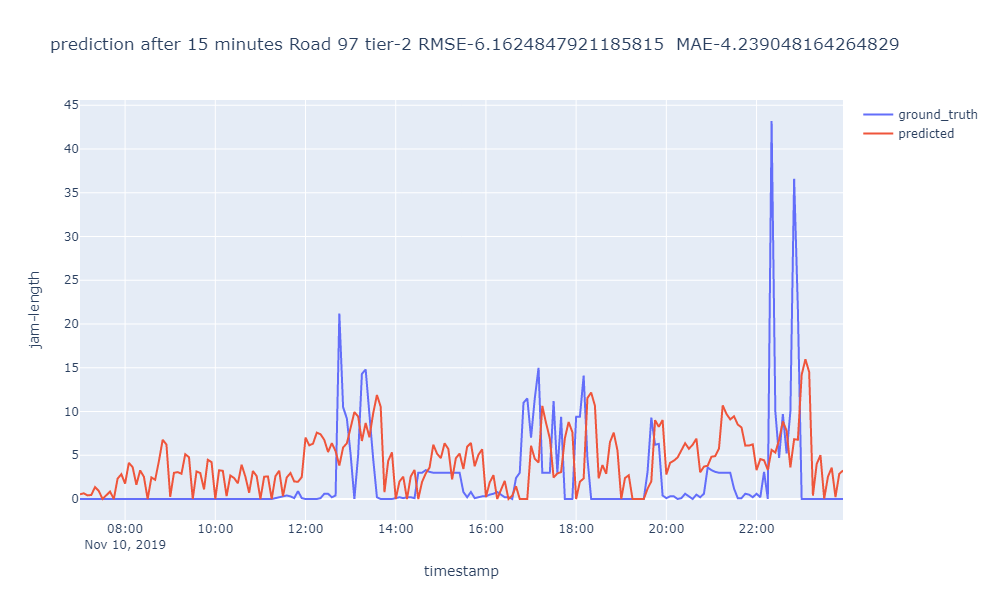 prediction after 15 minutes Road 97 tier-2 RMSE-6.1624847921185815  MAE-4.239048164264829
ground_truth
predicted
45
40
35
30
25
20
15
10
5
0
jam-length
08:00 10:00 12:00 14:00 16:00 18:00 20:00 22:00
Nov 10, 2019
timestamp